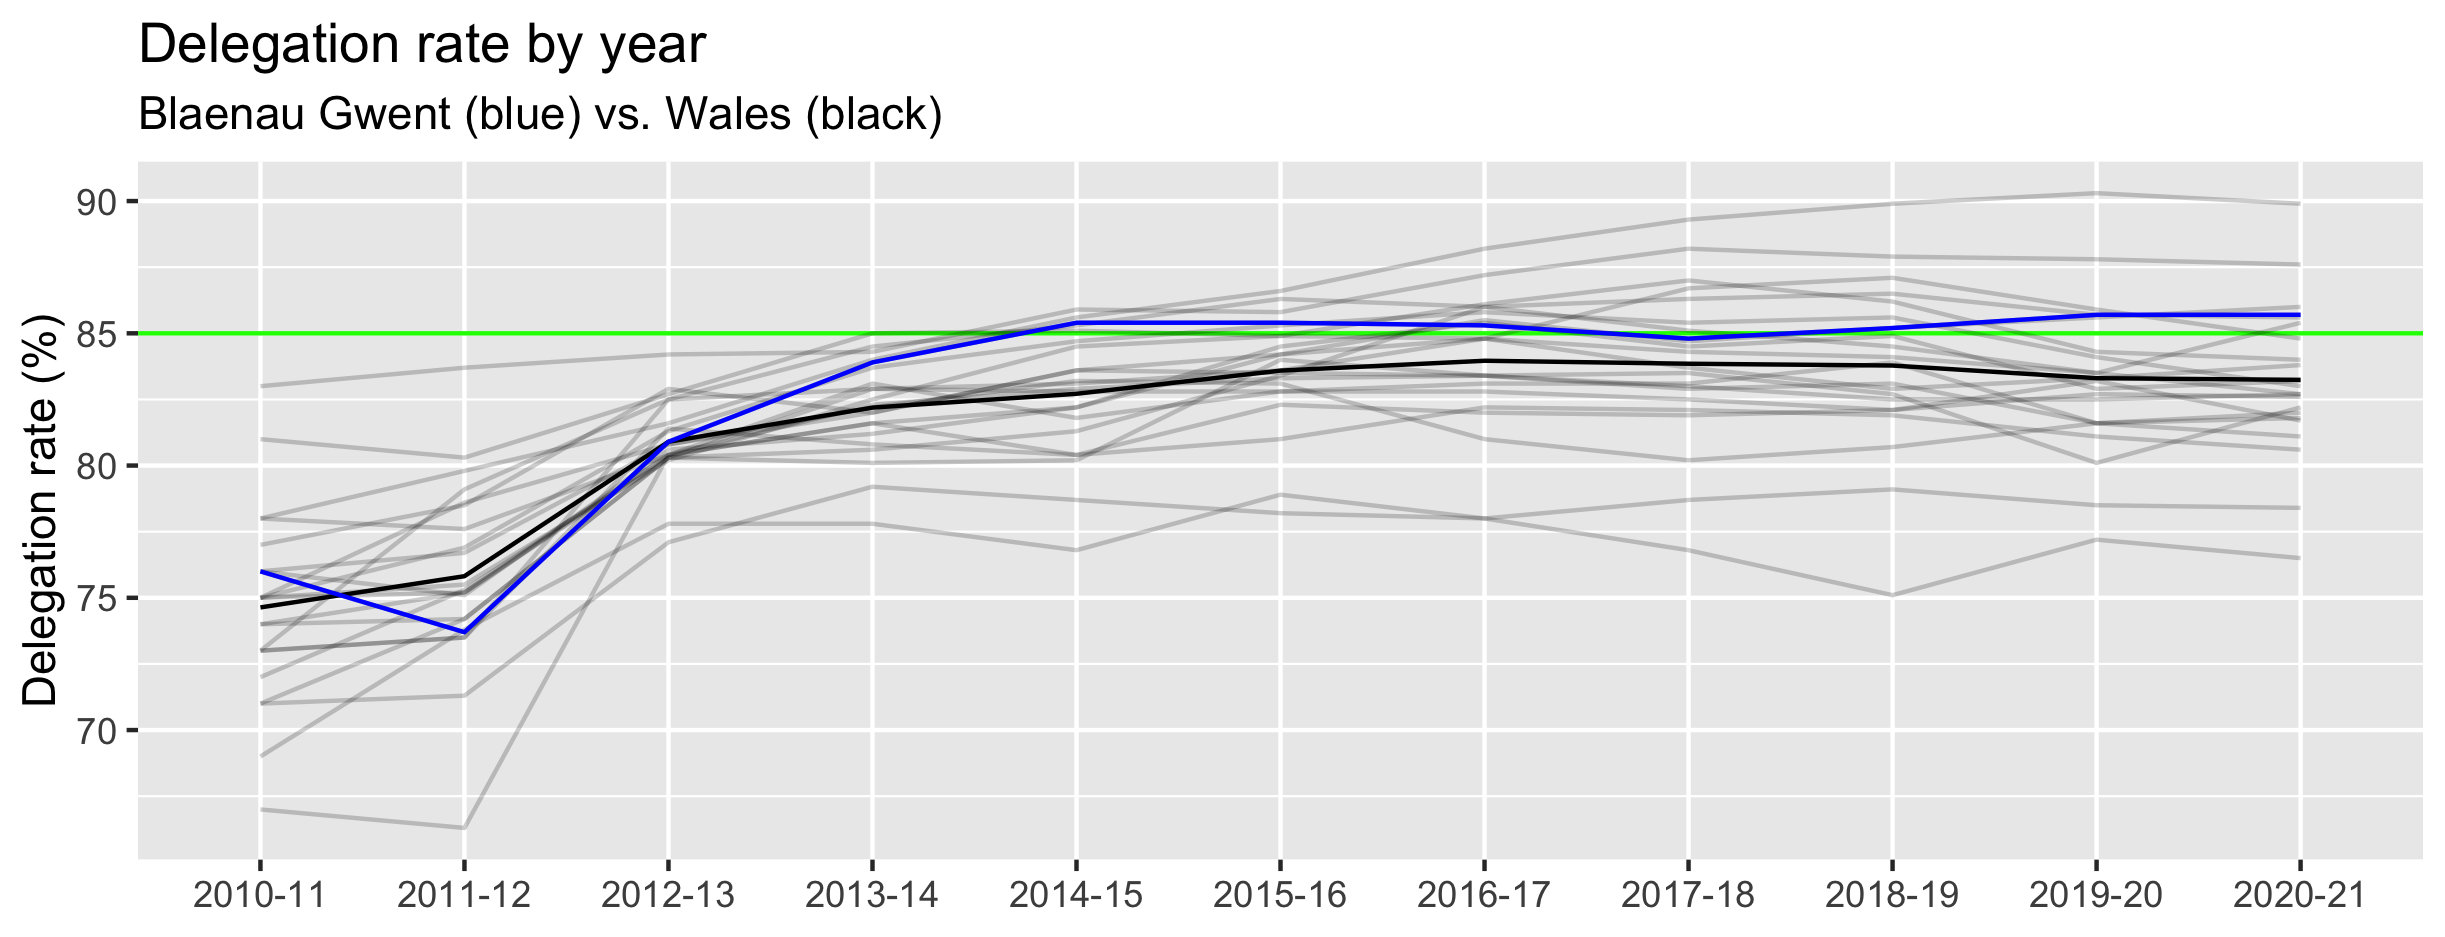 Delegation rate by year
Blaenau Gwent (blue) vs. Wales (black)
Delegation rate (%)
90
85
80
75
70
2010-11 2011-12 2012-13 2013-14 2014-15 2015-16 2016-17 2017-18 2018-19 2019-20 2020-21